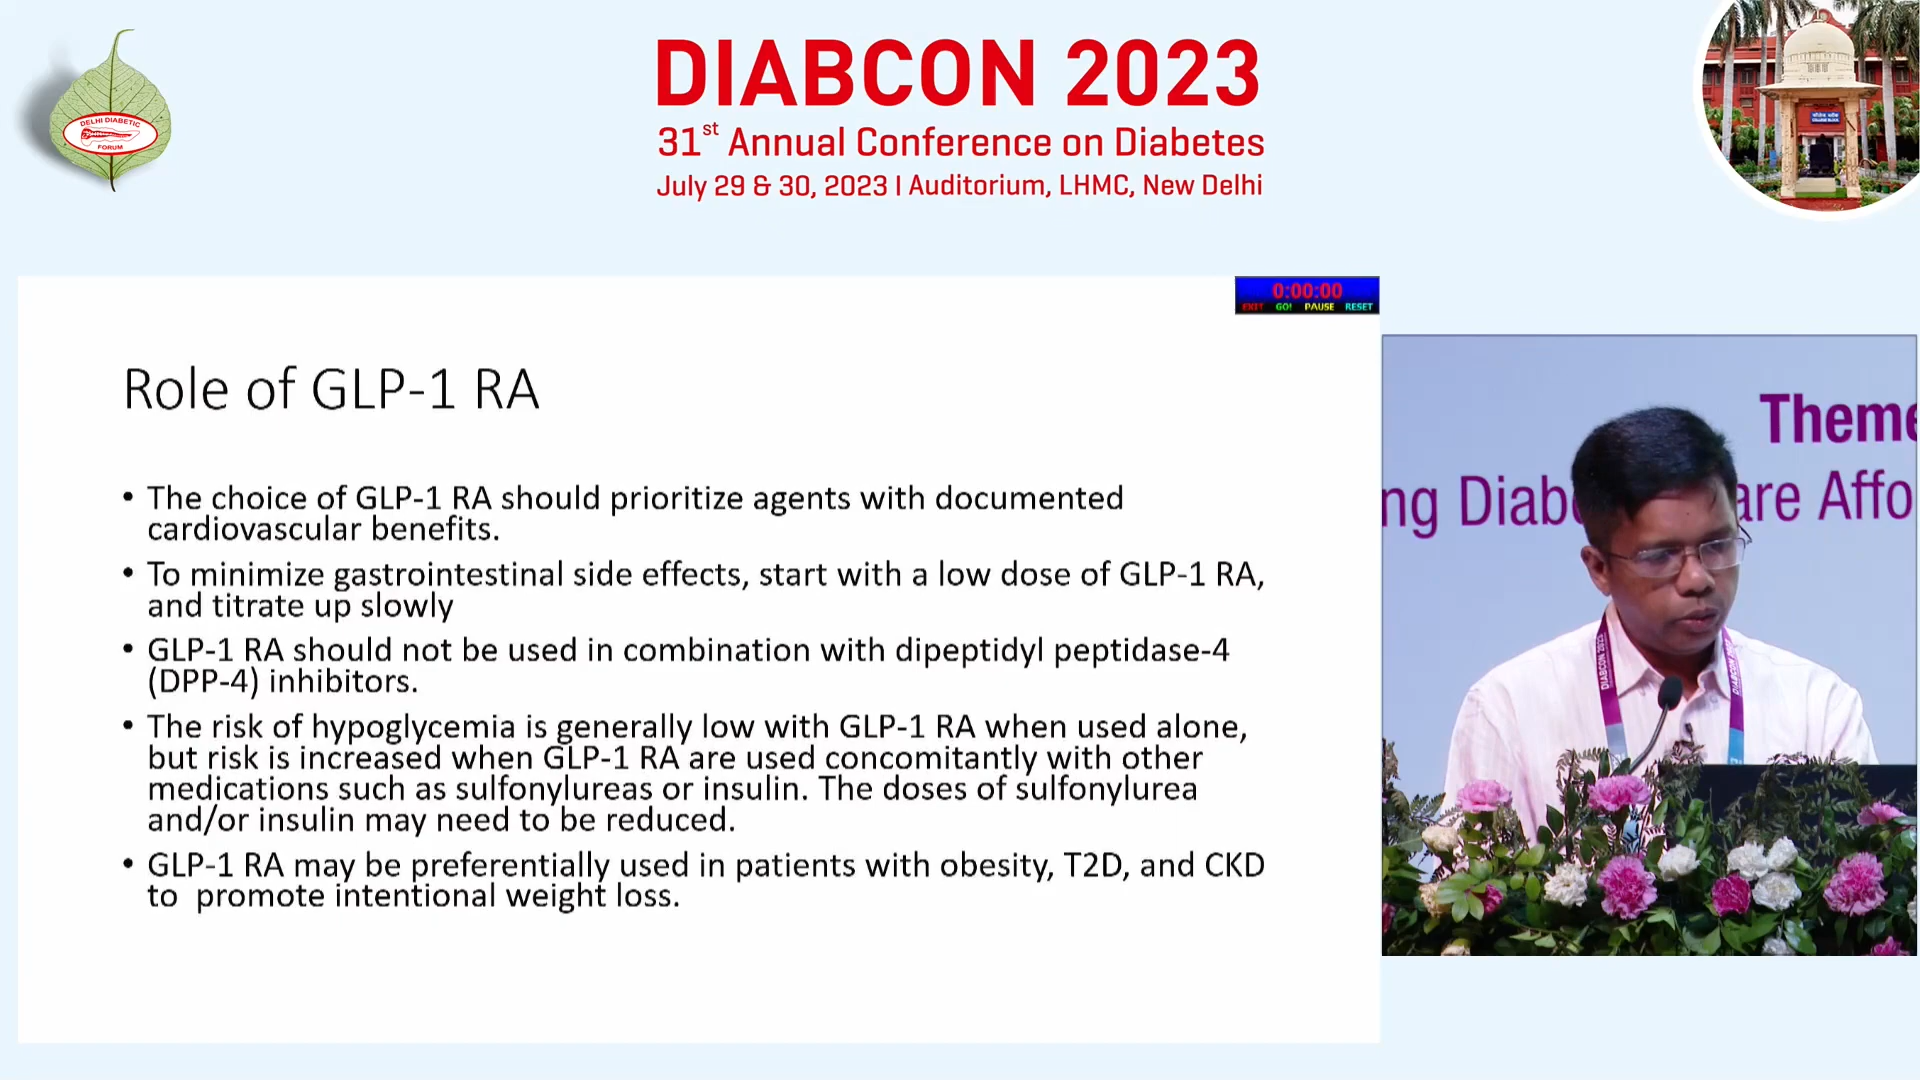 DELHI DIABETIC
FORUM
DIABCON 2023
31st Annual Conference on Diabetes
July 29 & 30, 2023 | Auditorium, LHMC, New Delhi
0:00:00
EXIT GO! PAUSE RESET
Role of GLP-1 RA
• The choice of GLP-1 RA should prioritize agents with documented
cardiovascular benefits.
• To minimize gastrointestinal side effects, start with a low dose of GLP-1 RA,
and titrate up slowly
• GLP-1 RA should not be used in combination with dipeptidyl peptidase-4
(DPP-4) inhibitors.
• The risk of hypoglycemia is generally low with GLP-1 RA when used alone,
but risk is increased when GLP-1 RA are used concomitantly with other
medications such as sulfonylureas or insulin. The doses of sulfonylurea
and/or insulin may need to be reduced.
• GLP-1 RA may be preferentially used in patients with obesity, T2D, and CKD
to  promote intentional weight loss.
Theme
ng Diab are Affo
DIABCON 2023
DIABCON 2023